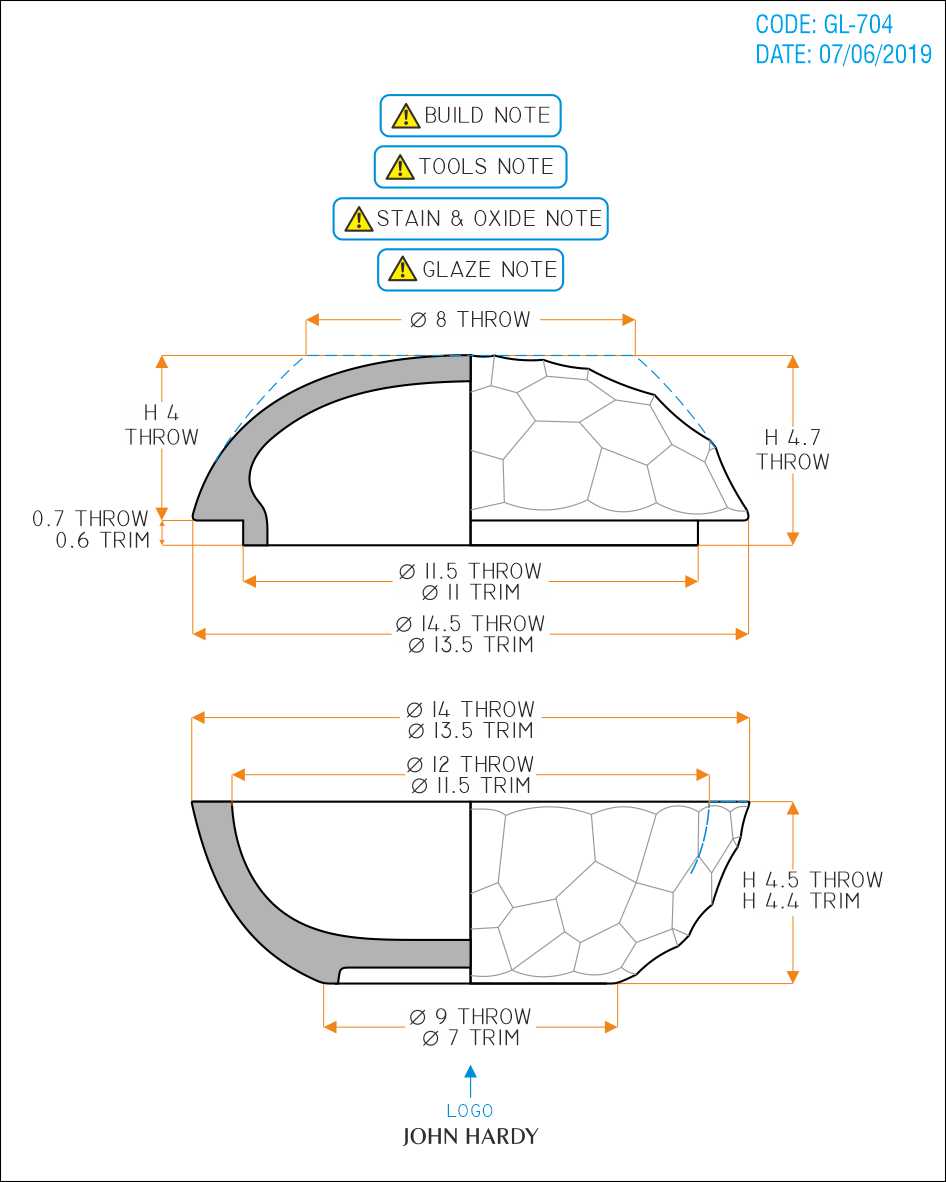 CODE: GL-704
DATE: 07/06/2019
BUILD NOTE
TOOLS NOTE
STAIN & OXIDE NOTE
GLAZE NOTE
Ø 8 THROW
H 4
THROW
H 4.7
THROW
0.7 THROW
0.6 TRIM
Ø 11.5 THROW
Ø 11 TRIM
Ø 14.5 THROW
Ø 13.5 TRIM
Ø 14 THROW
Ø 13.5 TRIM
Ø 12 THROW
Ø 11.5 TRIM
H 4.5 THROW
H 4.4 TRIM
Ø 9 THROW
Ø 7 TRIM
LOGO
JOHN HARDY